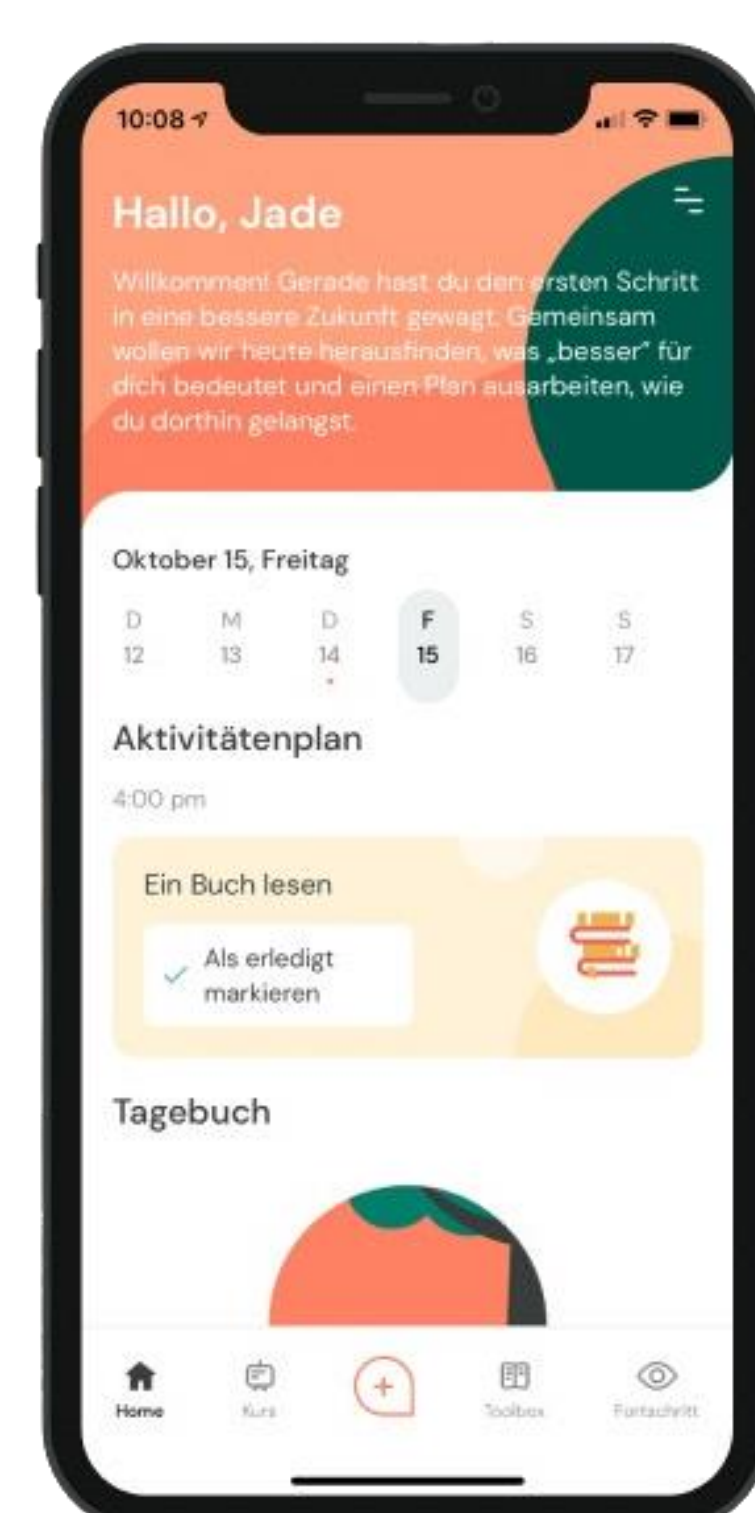 10:08
Hallo, Jade
Willkommen! Gerade hast du den ersten Schritt
in eine bessere Zukunft gewagt. Gemeinsam
wollen wir heute herausfinden, was „besser“ für
dich bedeutet und einen Plan ausarbeiten, wie
du dorthin gelangst.
Oktober 15, Freitag
D M D F S S
12 13 14 15 16 17
Aktivitätenplan
4:00 pm
Ein Buch lesen
Als erledigt
markieren
Tagebuch
Home Kurs Toolbox Fortschritt